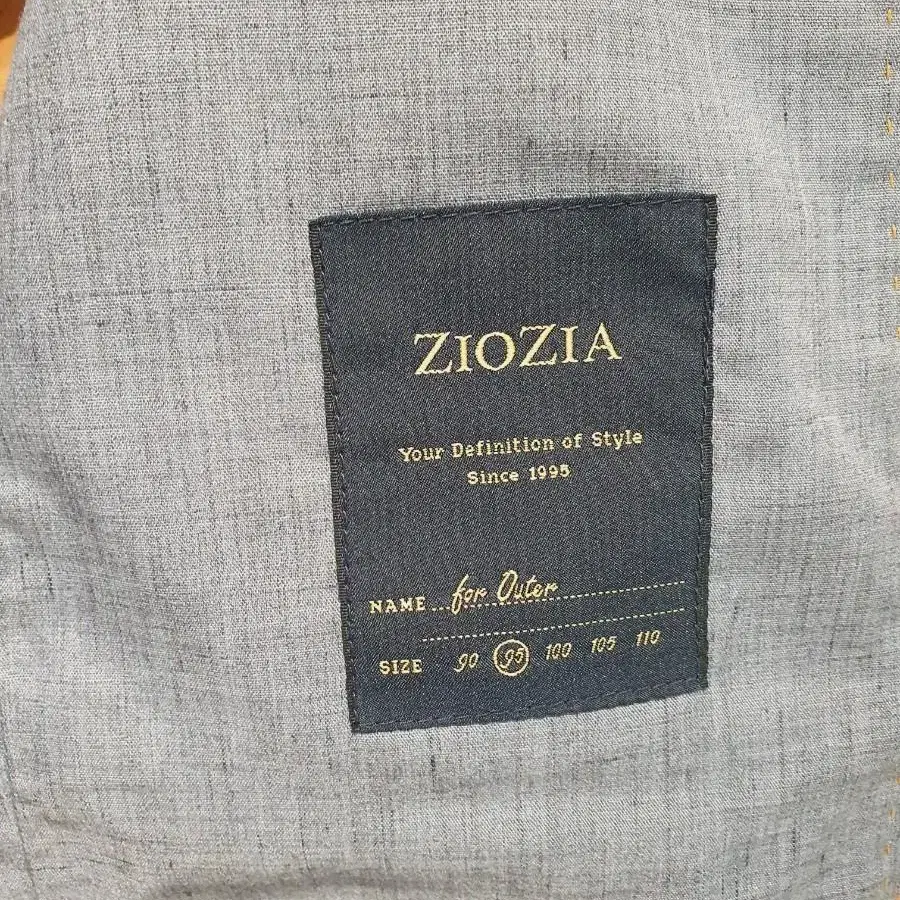 ZIOZIA
Your Definition of Style
Since 1995
NAME for Outer
SIZE 90 95 100 105 110